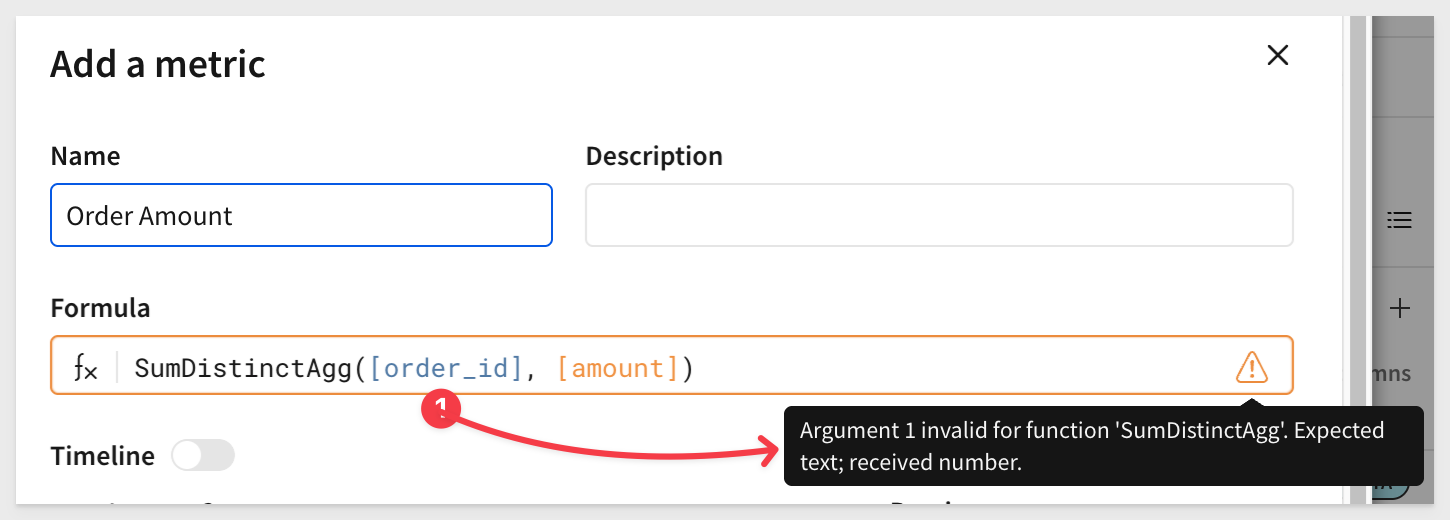 Add a metric
Name
Description
Order Amount
Formula
fx SumDistinctAgg([order_id], [amount])
1
mns
Argument 1 invalid for function 'SumDistinctAgg'. Expected
text; received number.
Timeline